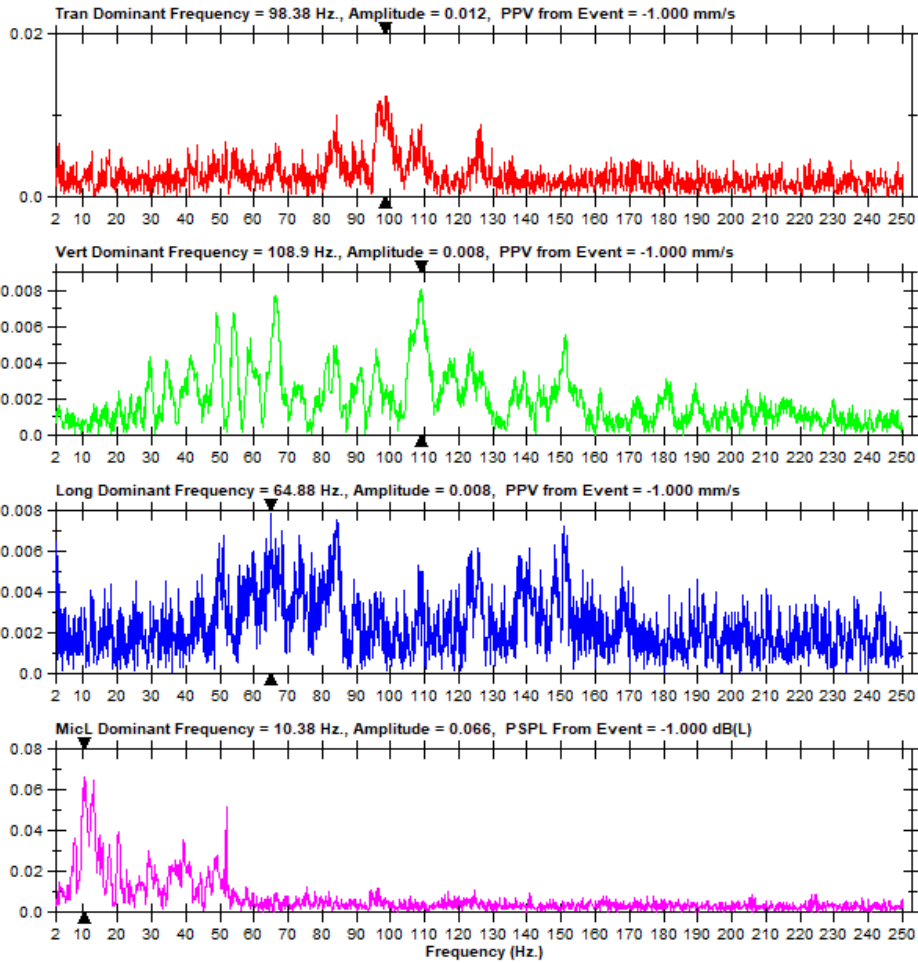 Tran Dominant Frequency = 98.38 Hz., Amplitude = 0.012, PPV from Event = -1.000 mm/s
0.02
0.0
2 10 20 30 40 50 60 70 80 90 100 110 120 130 140 150 160 170 180 190 200 210 220 230 240 250
Vert Dominant Frequency = 108.9 Hz., Amplitude = 0.008, PPV from Event = -1.000 mm/s
0.008
0.006
0.004
0.002
0.0
2 10 20 30 40 50 60 70 80 90 100 110 120 130 140 150 160 170 180 190 200 210 220 230 240 250
Long Dominant Frequency = 64.88 Hz., Amplitude = 0.008, PPV from Event = -1.000 mm/s
0.008
0.006
0.004
0.002
0.0
2 10 20 30 40 50 60 70 80 90 100 110 120 130 140 150 160 170 180 190 200 210 220 230 240 250
MicL Dominant Frequency = 10.38 Hz., Amplitude = 0.066, PSPL From Event = -1.000 dB(L)
0.08
0.06
0.04
0.02
0.0
2 10 20 30 40 50 60 70 80 90 100 110 120 130 140 150 160 170 180 190 200 210 220 230 240 250
Frequency (Hz.)